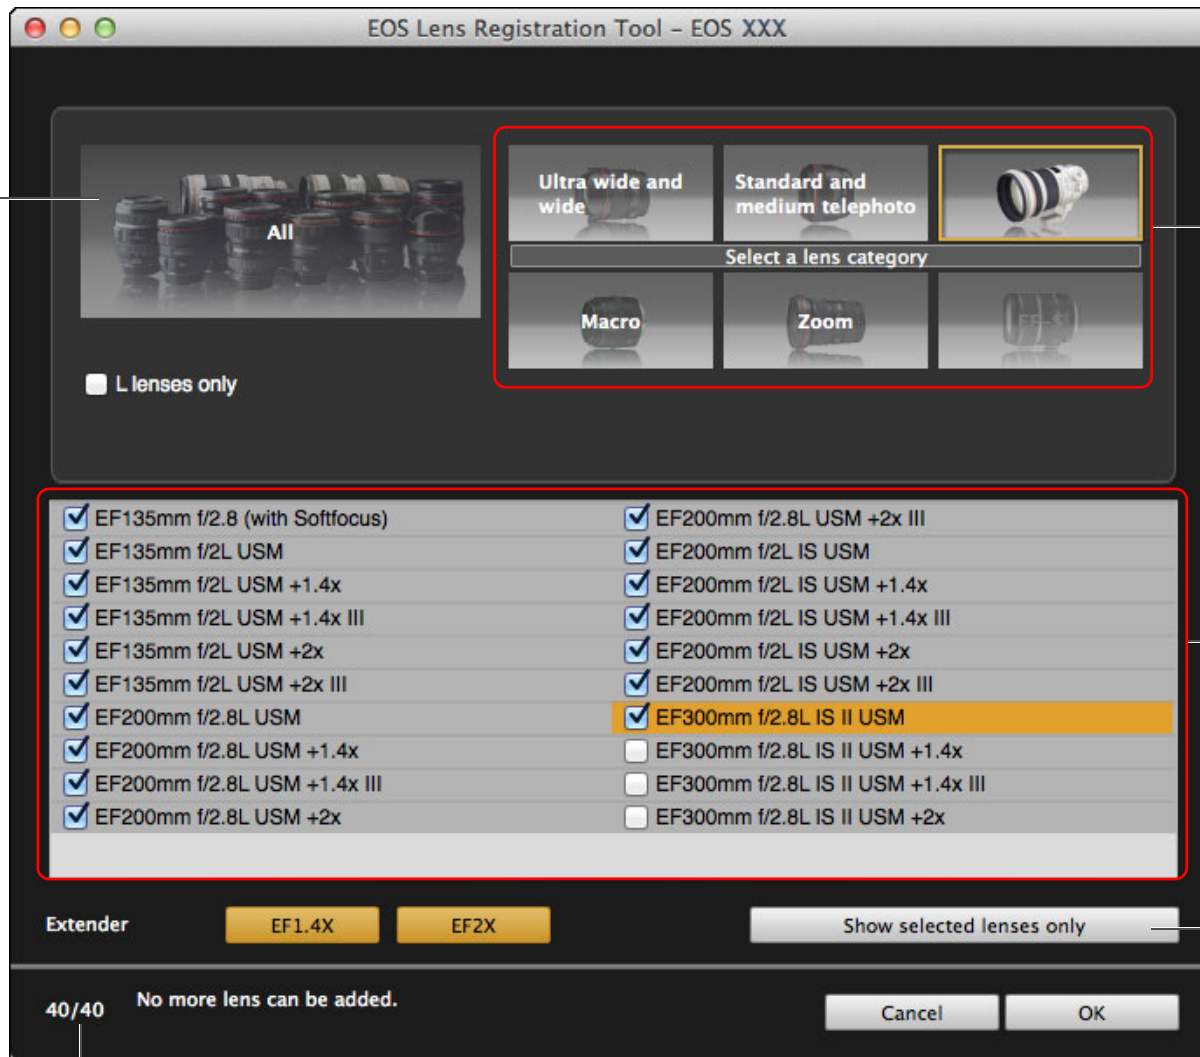 EOS Lens Registration Tool – EOS XXX
All
Ultra wide and
wide
Standard and
medium telephoto
Select a lens category
Macro
Zoom
EF-S
L lenses only
EF135mm f/2.8 (with Softfocus)
EF135mm f/2L USM
EF135mm f/2L USM +1.4x
EF135mm f/2L USM +1.4x III
EF135mm f/2L USM +2x
EF135mm f/2L USM +2x III
EF200mm f/2.8L USM
EF200mm f/2.8L USM +1.4x
EF200mm f/2.8L USM +1.4x III
EF200mm f/2.8L USM +2x
EF200mm f/2.8L USM +2x III
EF200mm f/2L IS USM
EF200mm f/2L IS USM +1.4x
EF200mm f/2L IS USM +1.4x III
EF200mm f/2L IS USM +2x
EF200mm f/2L IS USM +2x III
EF300mm f/2.8L IS II USM
EF300mm f/2.8L IS II USM +1.4x
EF300mm f/2.8L IS II USM +1.4x III
EF300mm f/2.8L IS II USM +2x
Extender
EF1.4X
EF2X
Show selected lenses only
40/40
No more lens can be added.
Cancel
OK